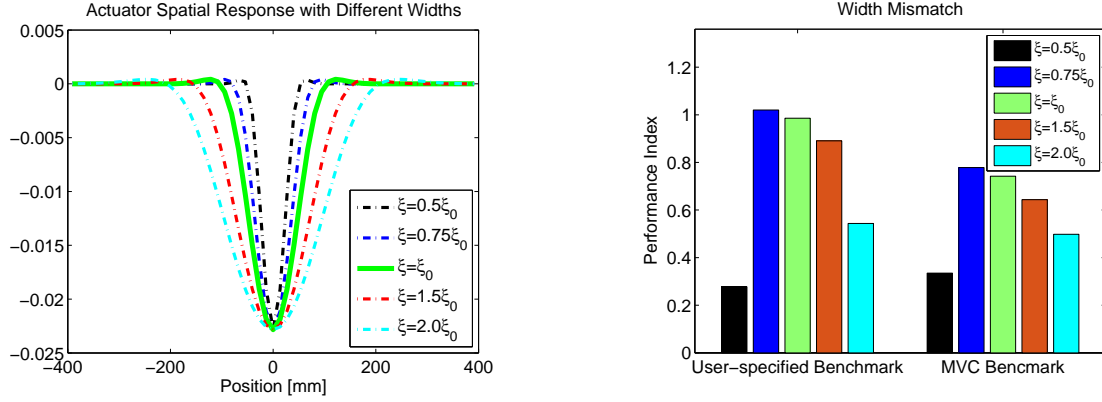 Actuator Spatial Response with Different Widths
0.005
0
−0.005
−0.01
−0.015
−0.02
−0.025
−400
−200
0
200
400
Position [mm]
ξ=0.5ξ0
ξ=0.75ξ0
ξ=ξ0
ξ=1.5ξ0
ξ=2.0ξ0
Width Mismatch
Performance Index
1.2
1
0.8
0.6
0.4
0.2
0
User−specified Benchmark
MVC Bencmark
ξ=0.5ξ0
ξ=0.75ξ0
ξ=ξ0
ξ=1.5ξ0
ξ=2.0ξ0